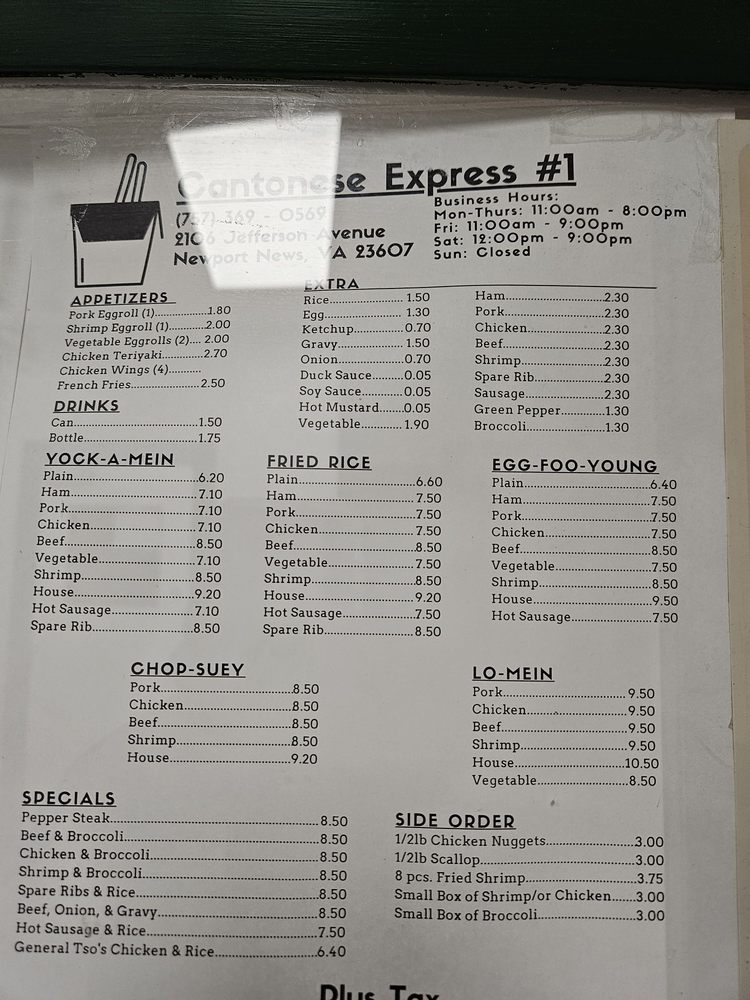 Cantonese Express #1
(757) 369 - 0569
2106 Jefferson Avenue
Newport News, VA 23607
Business Hours:
Mon-Thurs: 11:00am - 8:00pm
Fri: 11:00am - 9:00pm
Sat: 12:00pm - 9:00pm
Sun: Closed
APPETIZERS
Pork Eggroll (1)..................1.80
Shrimp Eggroll (1).............2.00
Vegetable Eggrolls (2).... 2.00
Chicken Teriyaki..............2.70
Chicken Wings (4)...........
French Fries......................2.50
DRINKS
Can.......................................1.50
Bottle....................................1.75
EXTRA
Rice......................... 1.50
Egg.......................... 1.30
Ketchup................. 0.70
Gravy...................... 1.50
Onion......................0.70
Duck Sauce..........0.05
Soy Sauce.............0.05
Hot Mustard.......0.05
Vegetable............. 1.90
Ham................................2.30
Pork................................2.30
Chicken.........................2.30
Beef.................................2.30
Shrimp...........................2.30
Spare Rib......................2.30
Sausage.........................2.30
Green Pepper.............1.30
Broccoli.........................1.30
YOCK-A-MEIN
Plain.......................................6.20
Ham........................................7.10
Pork........................................7.10
Chicken.................................7.10
Beef.........................................8.50
Vegetable..............................7.10
Shrimp...................................8.50
House.....................................9.20
Hot Sausage.........................7.10
Spare Rib..............................8.50
FRIED RICE
Plain.......................................6.60
Ham........................................7.50
Pork........................................7.50
Chicken.................................7.50
Beef.........................................8.50
Vegetable..............................7.50
Shrimp...................................8.50
House.....................................9.20
Hot Sausage.........................7.50
Spare Rib..............................8.50
EGG-FOO-YOUNG
Plain.......................................6.40
Ham........................................7.50
Pork........................................7.50
Chicken.................................7.50
Beef.........................................8.50
Vegetable..............................7.50
Shrimp...................................8.50
House.....................................9.50
Hot Sausage.........................7.50
CHOP-SUEY
Pork........................................8.50
Chicken.................................8.50
Beef.........................................8.50
Shrimp...................................8.50
House.....................................9.20
LO-MEIN
Pork........................................9.50
Chicken.................................9.50
Beef.........................................9.50
Shrimp...................................9.50
House.....................................10.50
Vegetable..............................8.50
SPECIALS
Pepper Steak.......................................................8.50
Beef & Broccoli...................................................8.50
Chicken & Broccoli............................................8.50
Shrimp & Broccoli..............................................8.50
Spare Ribs & Rice................................................8.50
Beef, Onion, & Gravy..........................................8.50
Hot Sausage & Rice.............................................7.50
General Tso's Chicken & Rice...........................6.40
SIDE ORDER
1/2lb Chicken Nuggets.......................3.00
1/2lb Scallop........................................3.00
8 pcs. Fried Shrimp.............................3.75
Small Box of Shrimp/or Chicken.......3.00
Small Box of Broccoli..........................3.00
Plus Tax